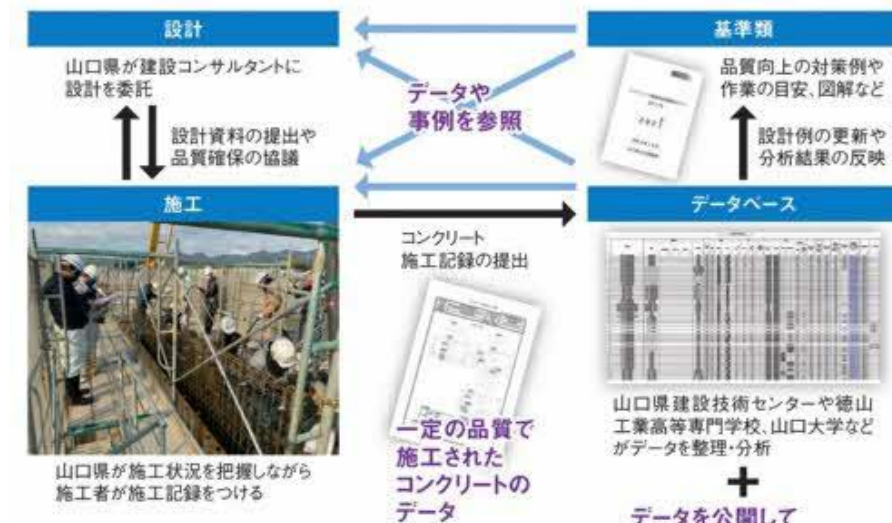 設計
山口県が建設コンサルタントに
設計を委託
設計資料の提出や
品質確保の協議
データや
事例を参照
基準類
品質向上の対策例や
作業の目安、図解など
設計例の更新や
分析結果の反映
施工
山口県が施工状況を把握しながら
施工者が施工記録をつける
コンクリート
施工記録の提出
一定の品質で
施工された
コンクリートの
データ
データベース
山口県建設技術センターや徳山
工業高等専門学校、山口大学など
がデータを整理・分析
+
データを公開して